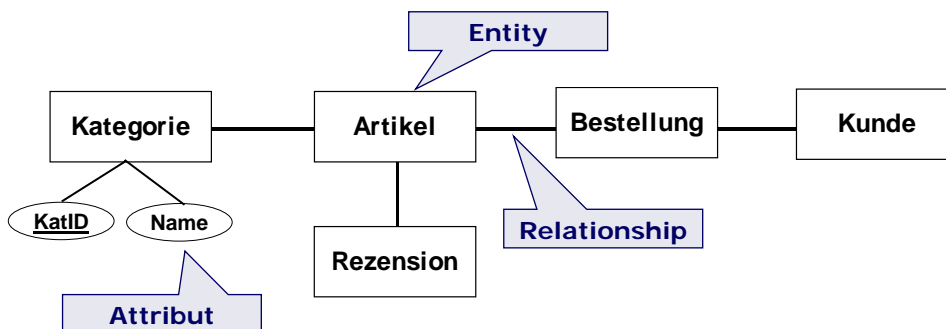 Entity
Kategorie
Artikel
Bestellung
Kunde
KatID
Name
Relationship
Rezension
Attribut